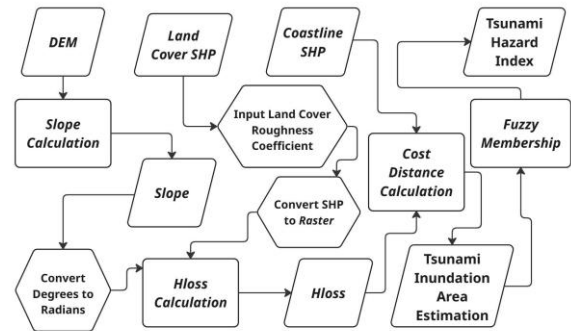 DEM
Land
Cover SHP
Coastline
SHP
Tsunami
Hazard
Index
Slope
Calculation
Input Land Cover
Roughness
Coefficient
Cost
Distance
Calculation
Fuzzy
Membership
Slope
Convert SHP
to Raster
Convert
Degrees to
Radians
Hloss
Calculation
Hloss
Tsunami
Inundation
Area
Estimation